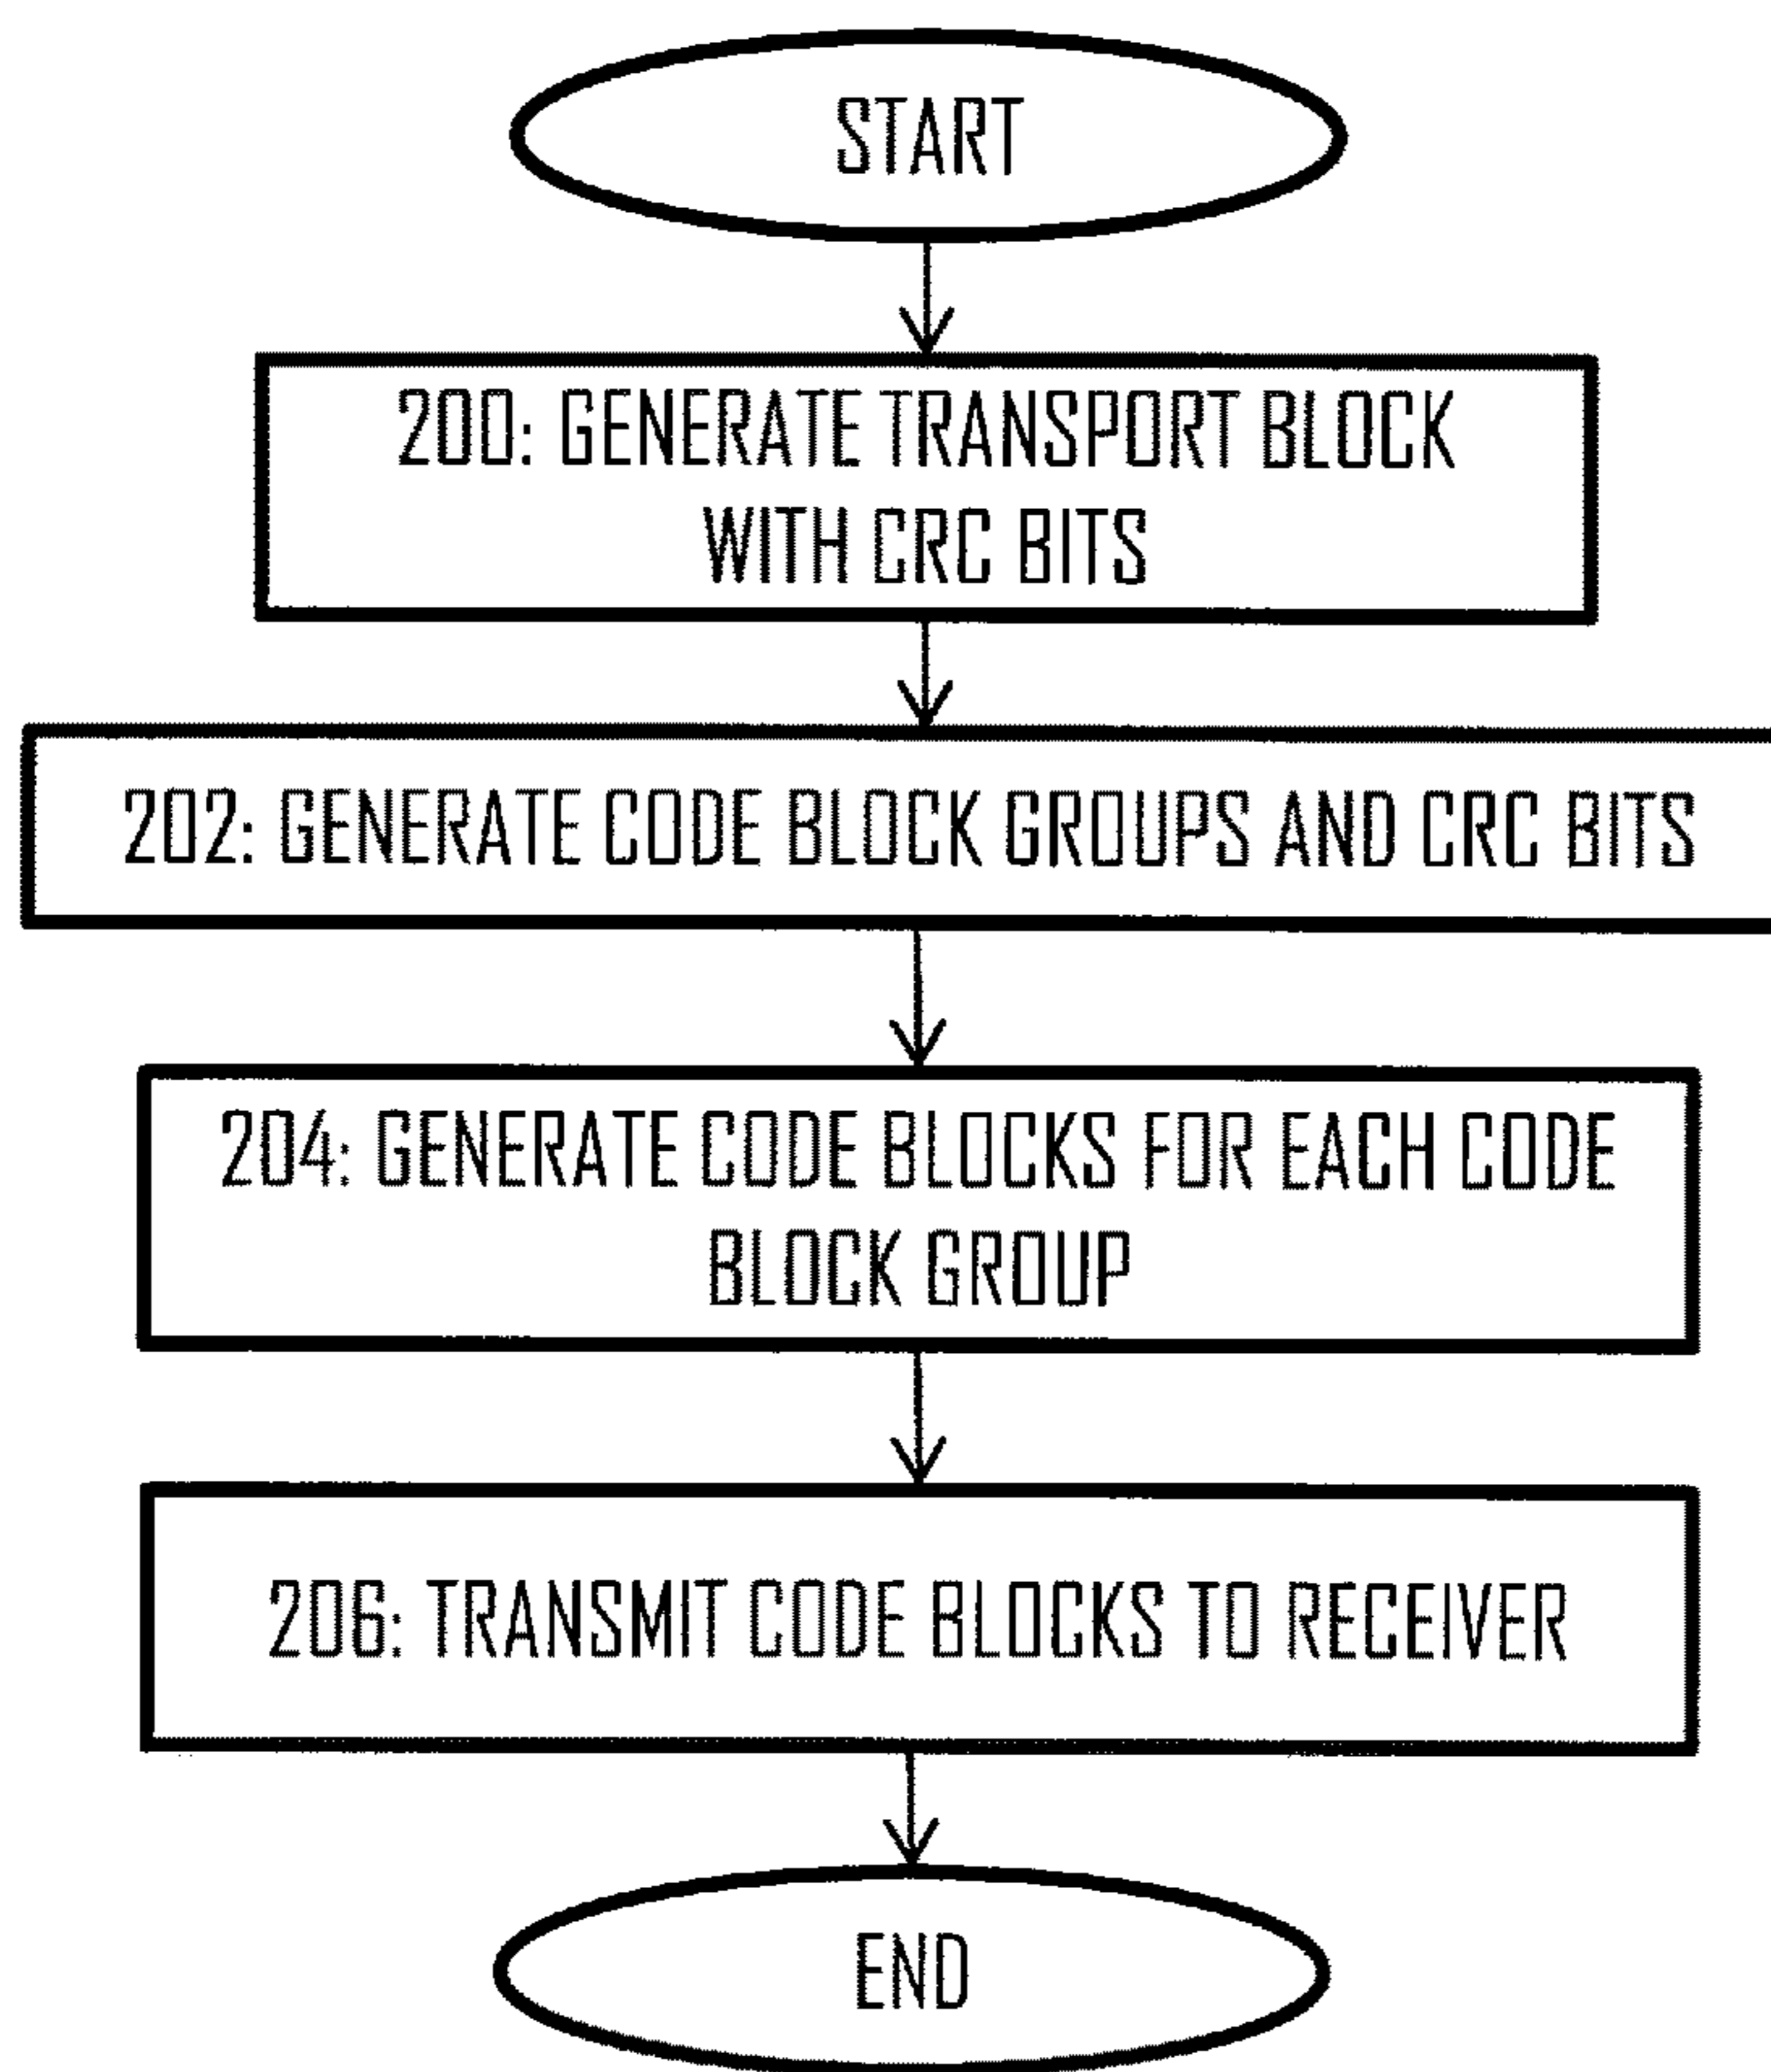 START
200: GENERATE TRANSPORT BLOCK
WITH CRC BITS
202: GENERATE CODE BLOCK GROUPS AND CRC BITS
204: GENERATE CODE BLOCKS FOR EACH CODE
BLOCK GROUP
206: TRANSMIT CODE BLOCKS TO RECEIVER
END